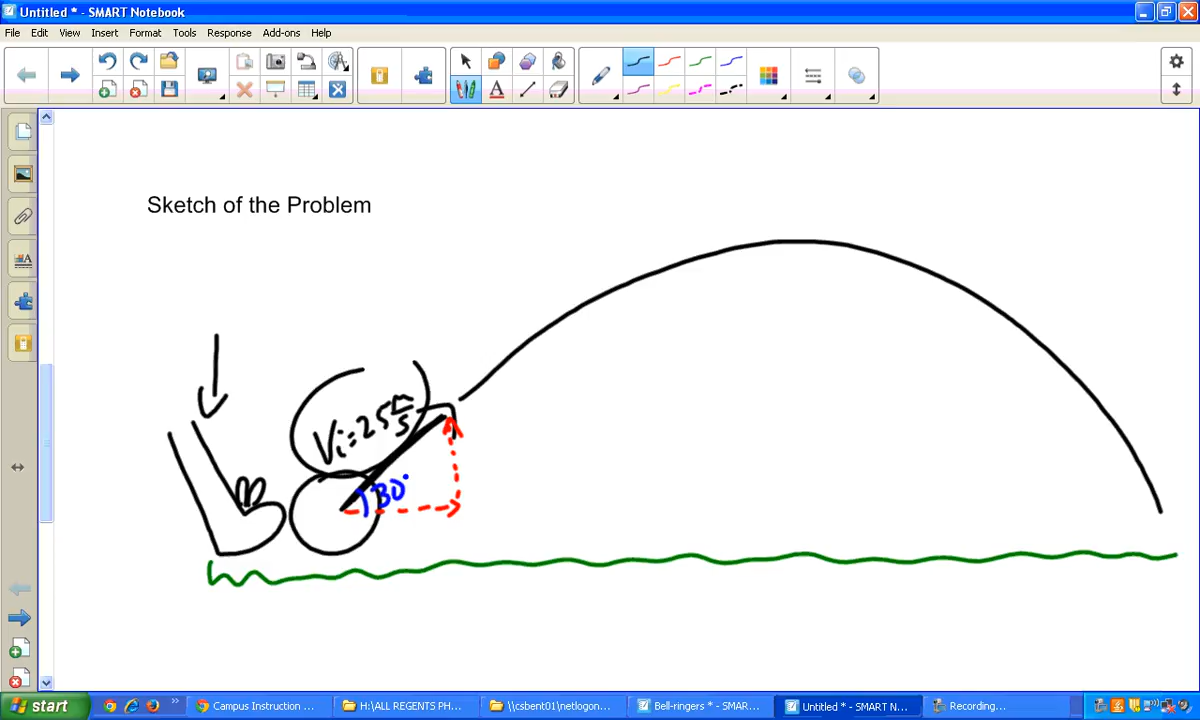 Untitled * - SMART Notebook
File Edit View Insert Format Tools Response Add-ons Help
Sketch of the Problem
Vi=25 m/s
30°
start
Campus Instruction ...
H:\ALL REGENTS PH...
\\csbent01\netlogon...
Bell-ringers * - SMAR...
Untitled * - SMART N...
Recording...